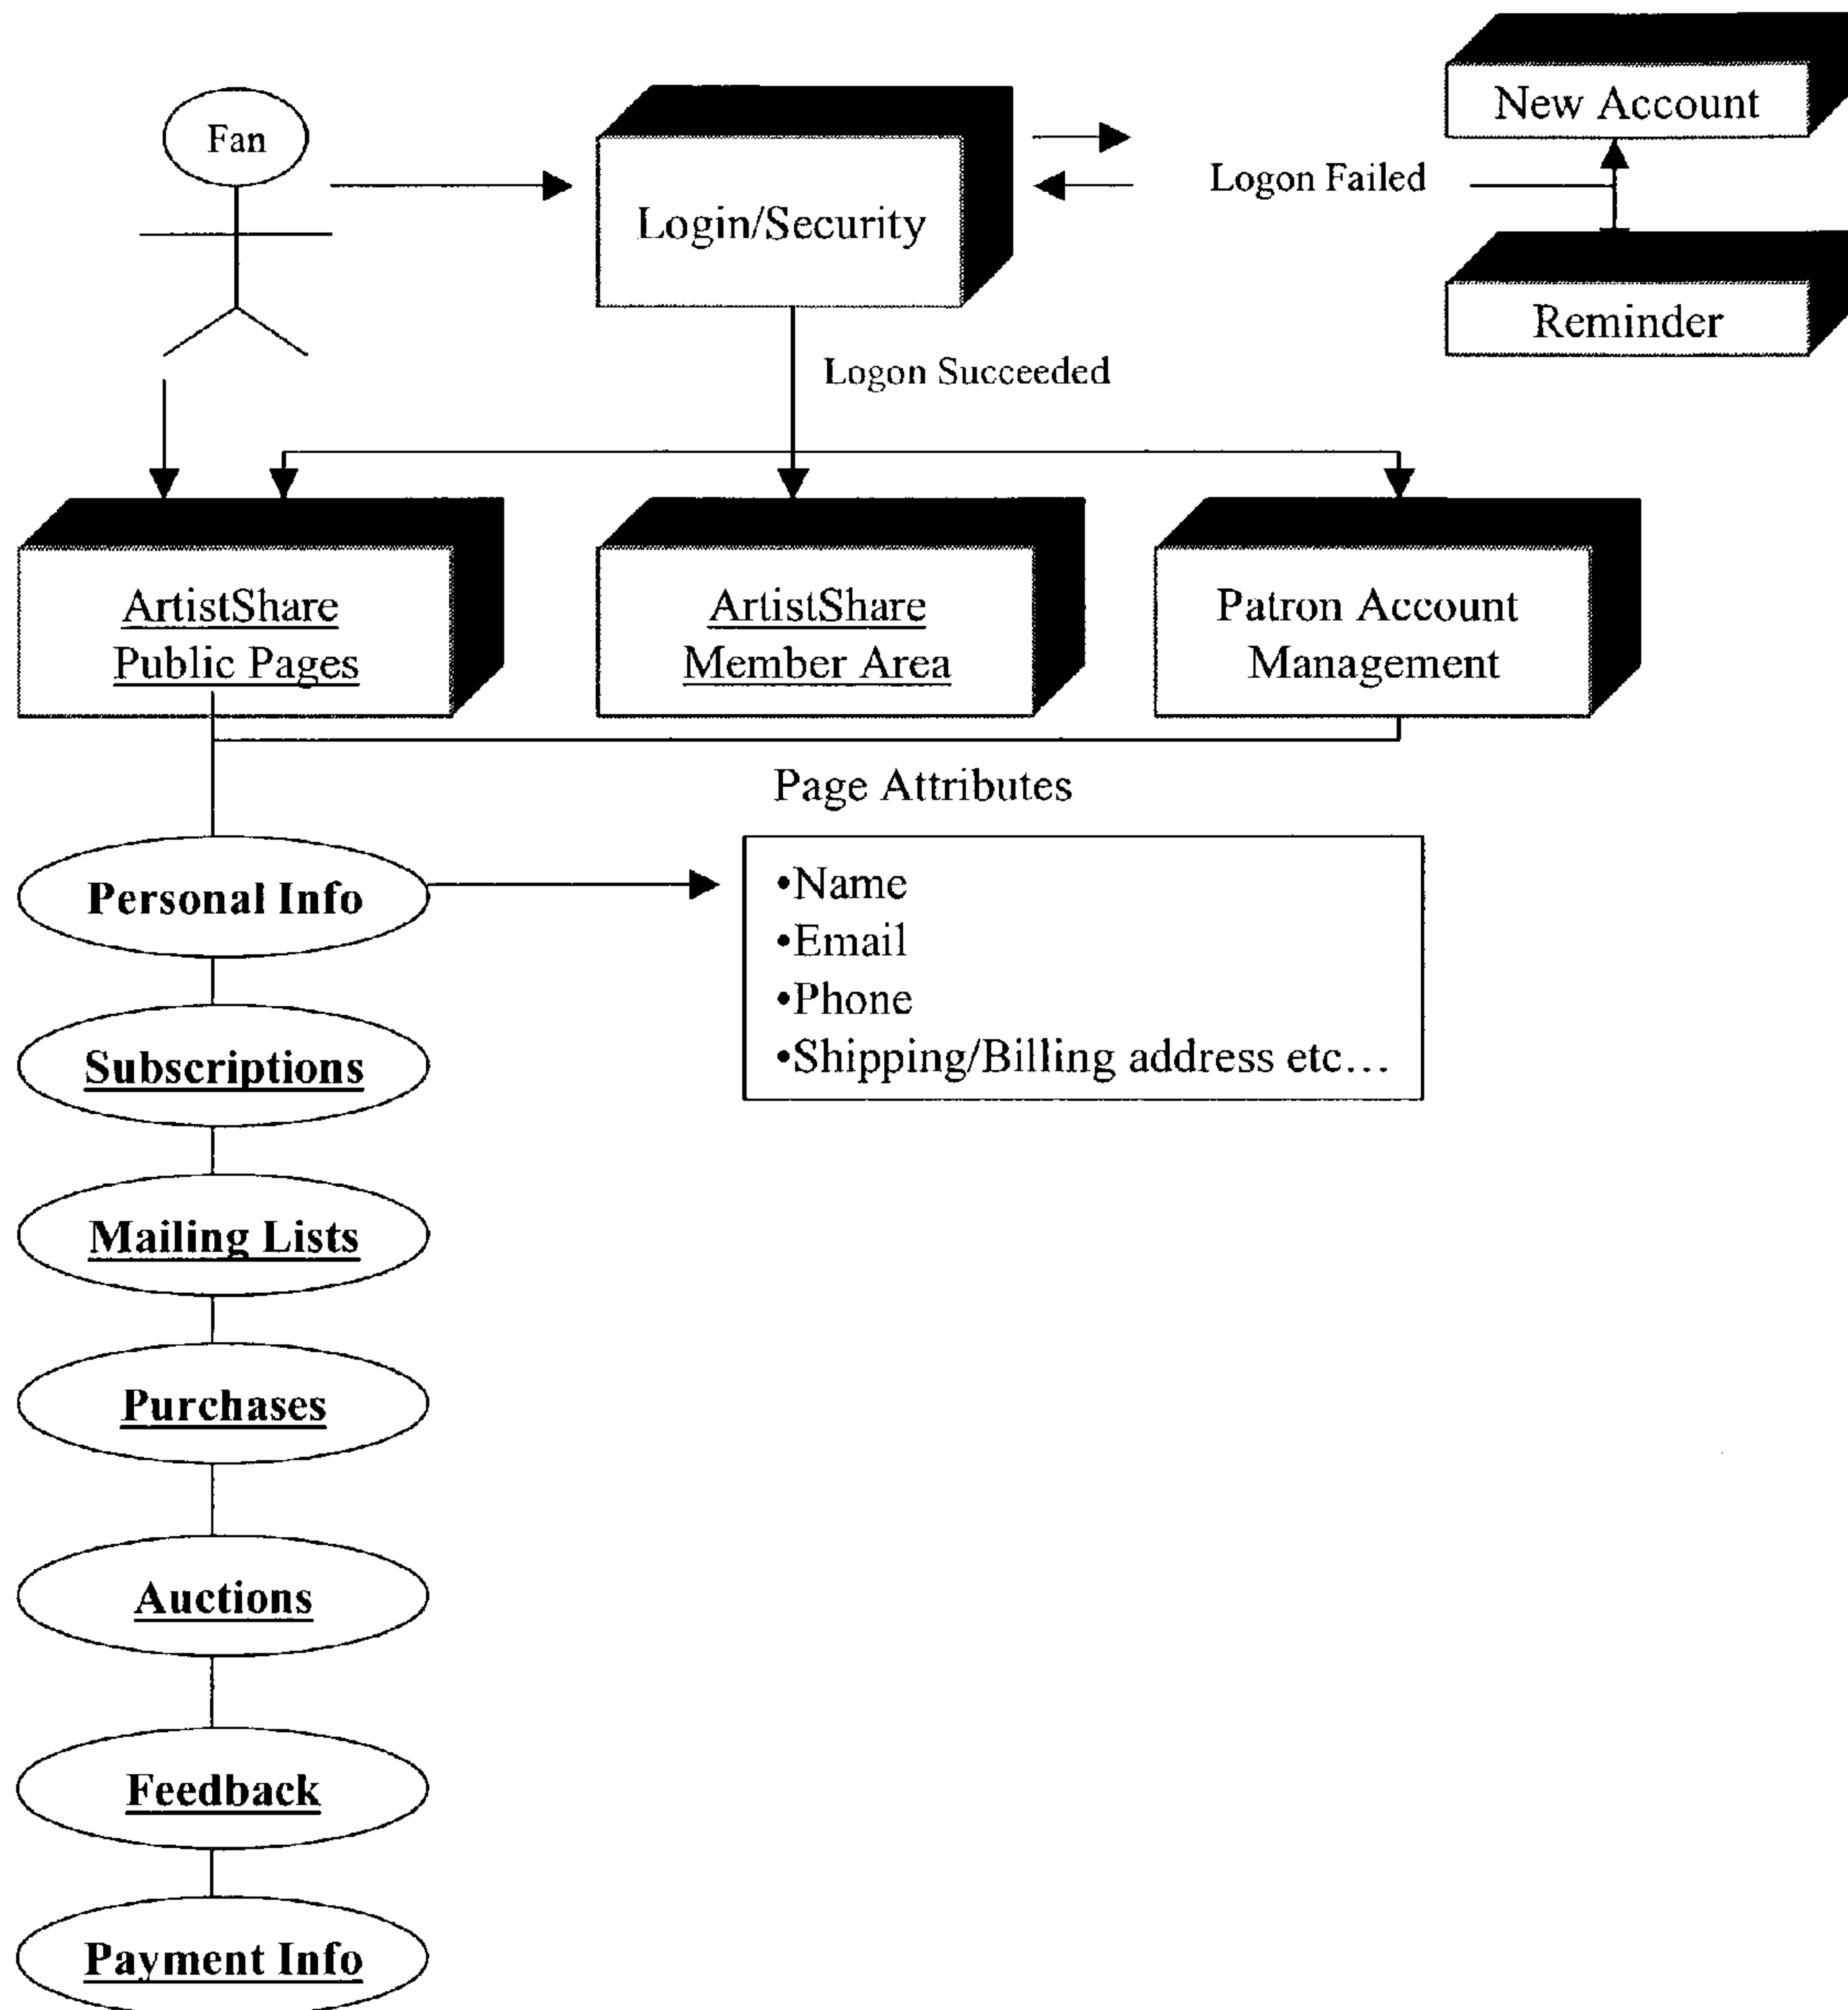 Fan
Login/Security
Logon Failed
New Account
Reminder
Logon Succeeded
ArtistShare
Public Pages
ArtistShare
Member Area
Patron Account
Management
Page Attributes
Personal Info
•Name
•Email
•Phone
•Shipping/Billing address etc…
Subscriptions
Mailing Lists
Purchases
Auctions
Feedback
Payment Info